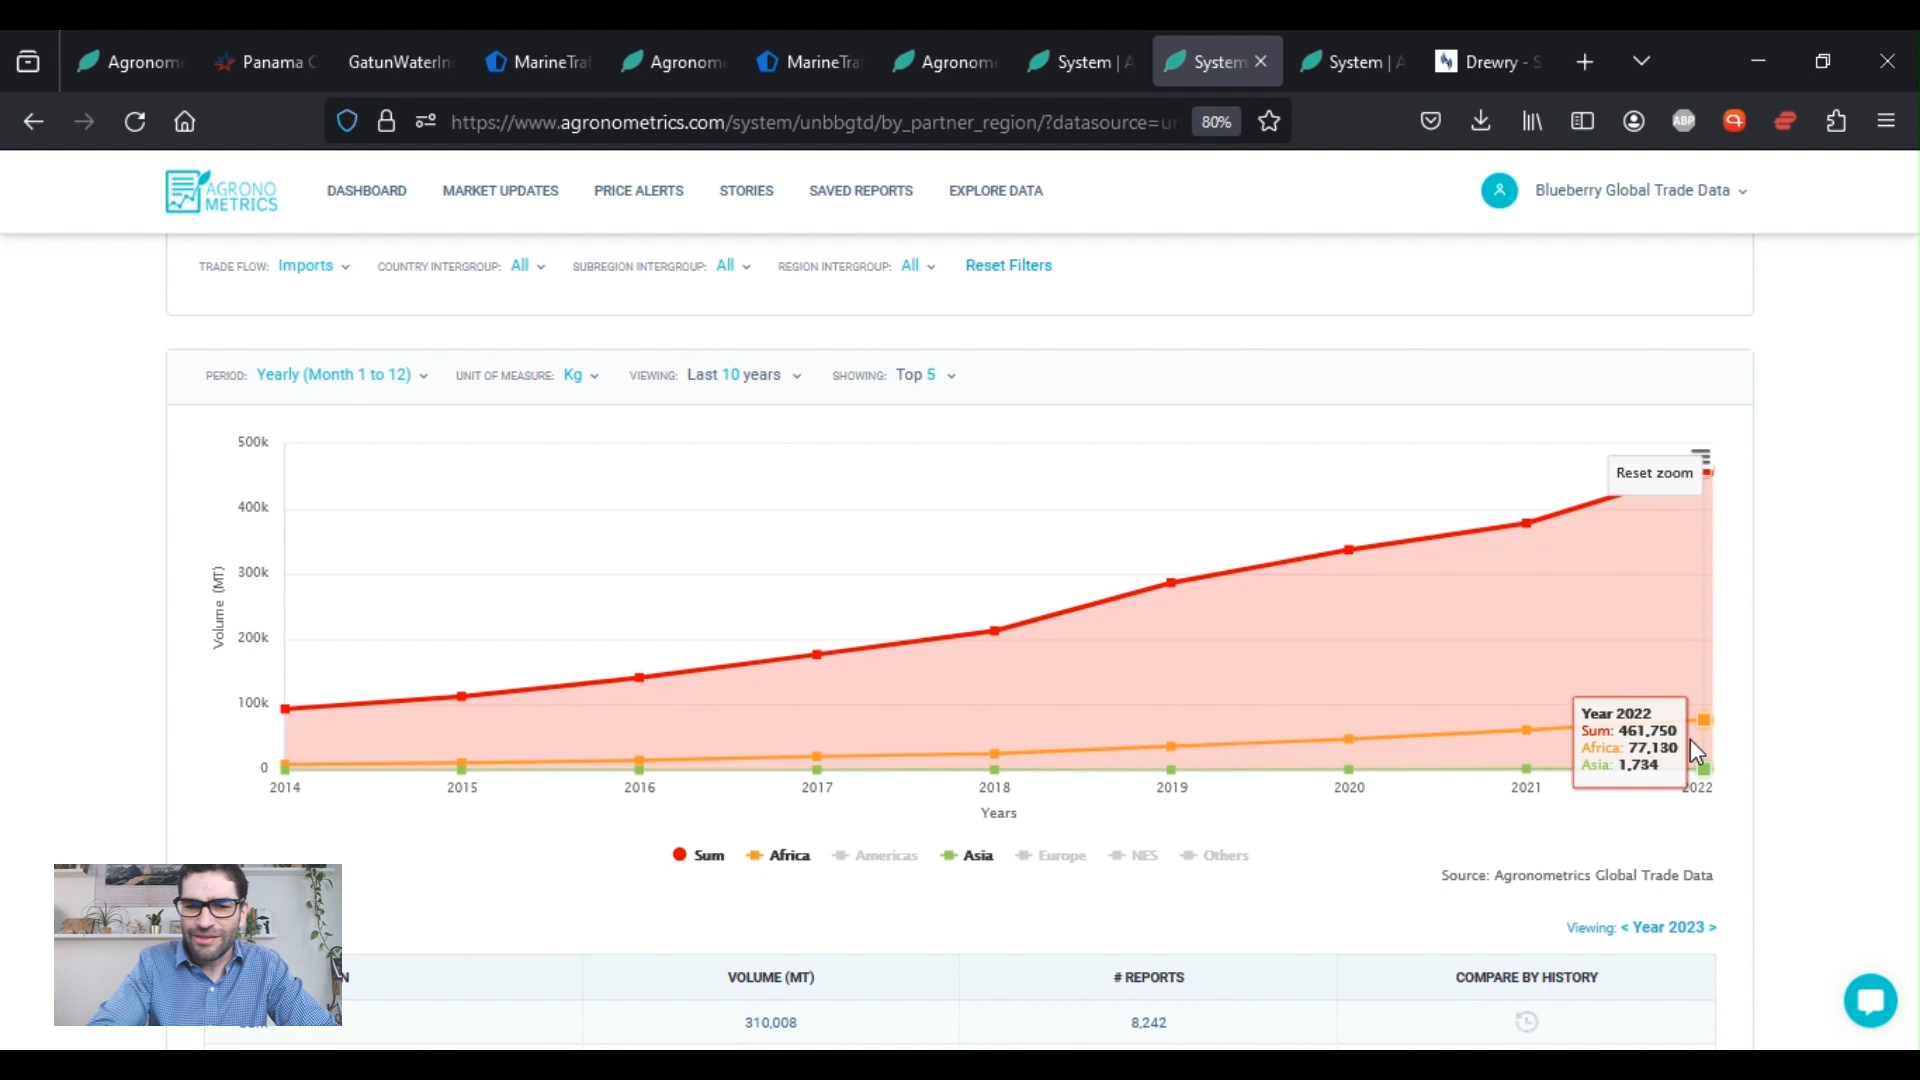 Agronom
Panama C
GatunWaterIn
MarineTra
Agronome
MarineTra
Agronome
System | A
System
System | A
Drewry - S
https://www.agronometrics.com/system/unbbgtd/by_partner_region/?datasource=un
80%
ABP
AGRONO
METRICS
DASHBOARD
MARKET UPDATES
PRICE ALERTS
STORIES
SAVED REPORTS
EXPLORE DATA
Blueberry Global Trade Data
TRADE FLOW: Imports
COUNTRY INTERGROUP: All
SUBREGION INTERGROUP: All
REGION INTERGROUP: All
Reset Filters
PERIOD: Yearly (Month 1 to 12)
UNIT OF MEASURE: Kg
VIEWING: Last 10 years
SHOWING: Top 5
500k
400k
300k
200k
100k
0
Volume (MT)
Reset zoom
Year 2022
Sum: 461,750
Africa: 77,130
Asia: 1,734
2014
2015
2016
2017
2018
2019
2020
2021
2022
Years
Sum
Africa
Americas
Asia
Europe
NES
Others
Source: Agronometrics Global Trade Data
Viewing: < Year 2023 >
N
VOLUME (MT)
# REPORTS
COMPARE BY HISTORY
310,008
8,242